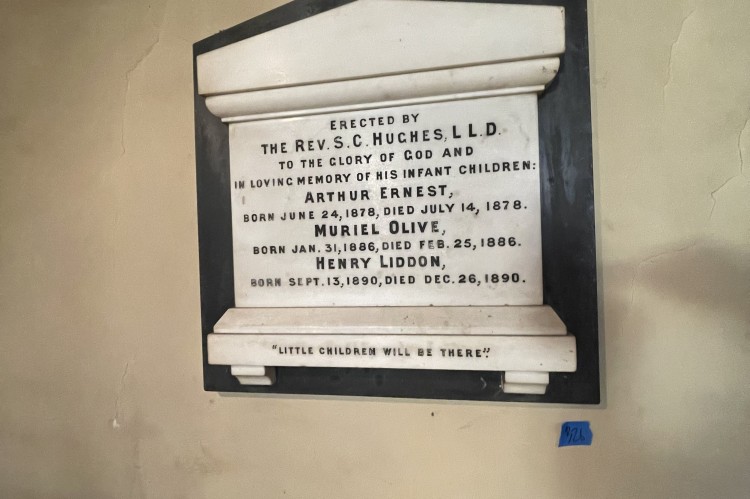 ERECTED BY
THE REV. S. C. HUGHES, LL.D.
TO THE GLORY OF GOD AND
IN LOVING MEMORY OF HIS INFANT CHILDREN:
ARTHUR ERNEST,
BORN JUNE 24, 1878, DIED JULY 14, 1878.
MURIEL OLIVE,
BORN JAN. 31, 1886, DIED FEB. 25, 1886.
HENRY LIDDON,
BORN SEPT. 13, 1890, DIED DEC. 26, 1890.
"LITTLE CHILDREN WILL BE THERE".